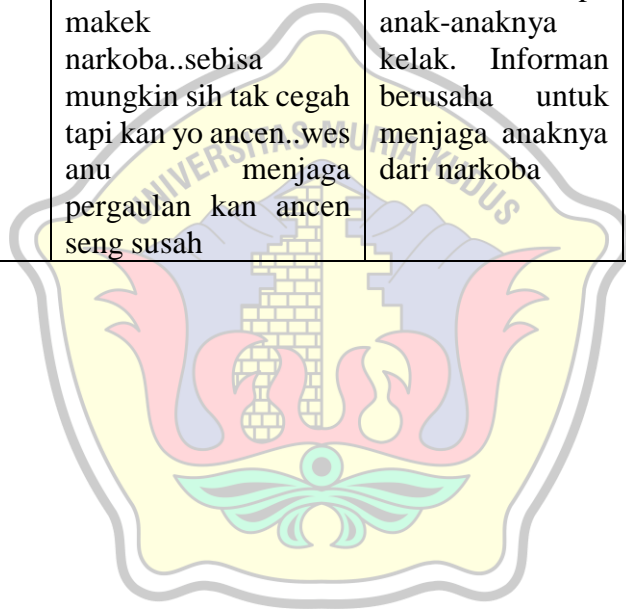 makek
narkoba..sebisa
mungkin sih tak cegah
tapi kan yo ancen..wes
anu menjaga
pergaulan kan ancen
seng susah
anak-anaknya
kelak. Informan
berusaha untuk
menjaga anaknya
dari narkoba
UNIVERSITAS MURIA KUDUS